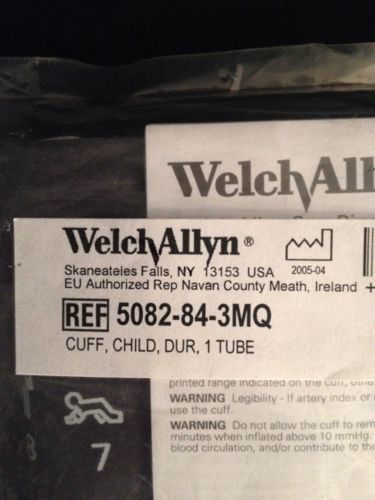 WelchAllyn
WelchAllyn®
2005-04
Skaneateles Falls, NY 13153 USA
EU Authorized Rep Navan County Meath, Ireland
REF 5082-84-3MQ
CUFF, CHILD, DUR, 1 TUBE
printed range indicated on the cuff, othe
WARNING Legibility - If artery index or
use the cuff.
WARNING Do not allow the cuff to rem
minutes when inflated above 10 mmHg.
blood circulation, and/or contribute to the
7